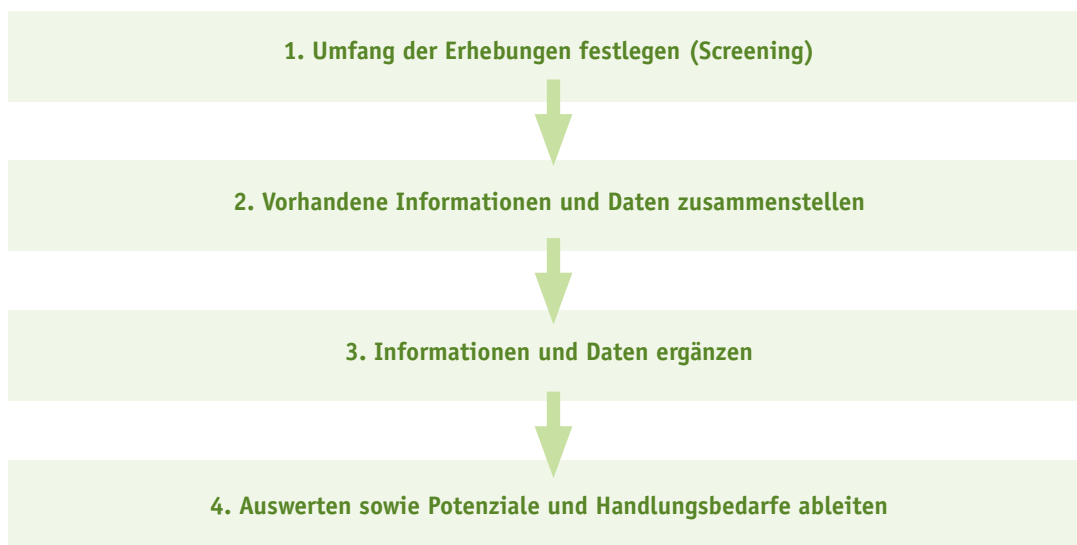 1. Umfang der Erhebungen festlegen (Screening)
2. Vorhandene Informationen und Daten zusammenstellen
3. Informationen und Daten ergänzen
4. Auswerten sowie Potenziale und Handlungsbedarfe ableiten